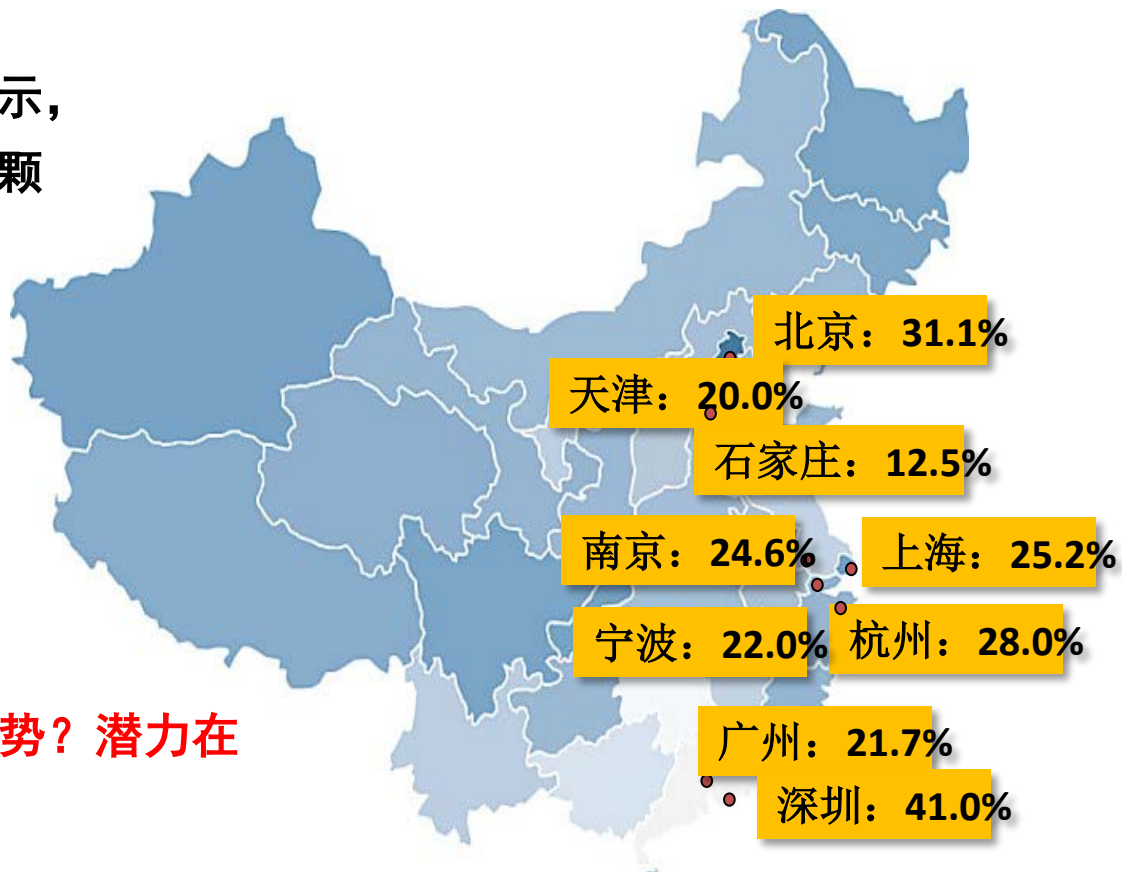 示，
颗
北京：31.1%
天津：20.0%
石家庄：12.5%
南京：24.6%
上海：25.2%
宁波：22.0%
杭州：28.0%
势？潜力在
广州：21.7%
深圳：41.0%